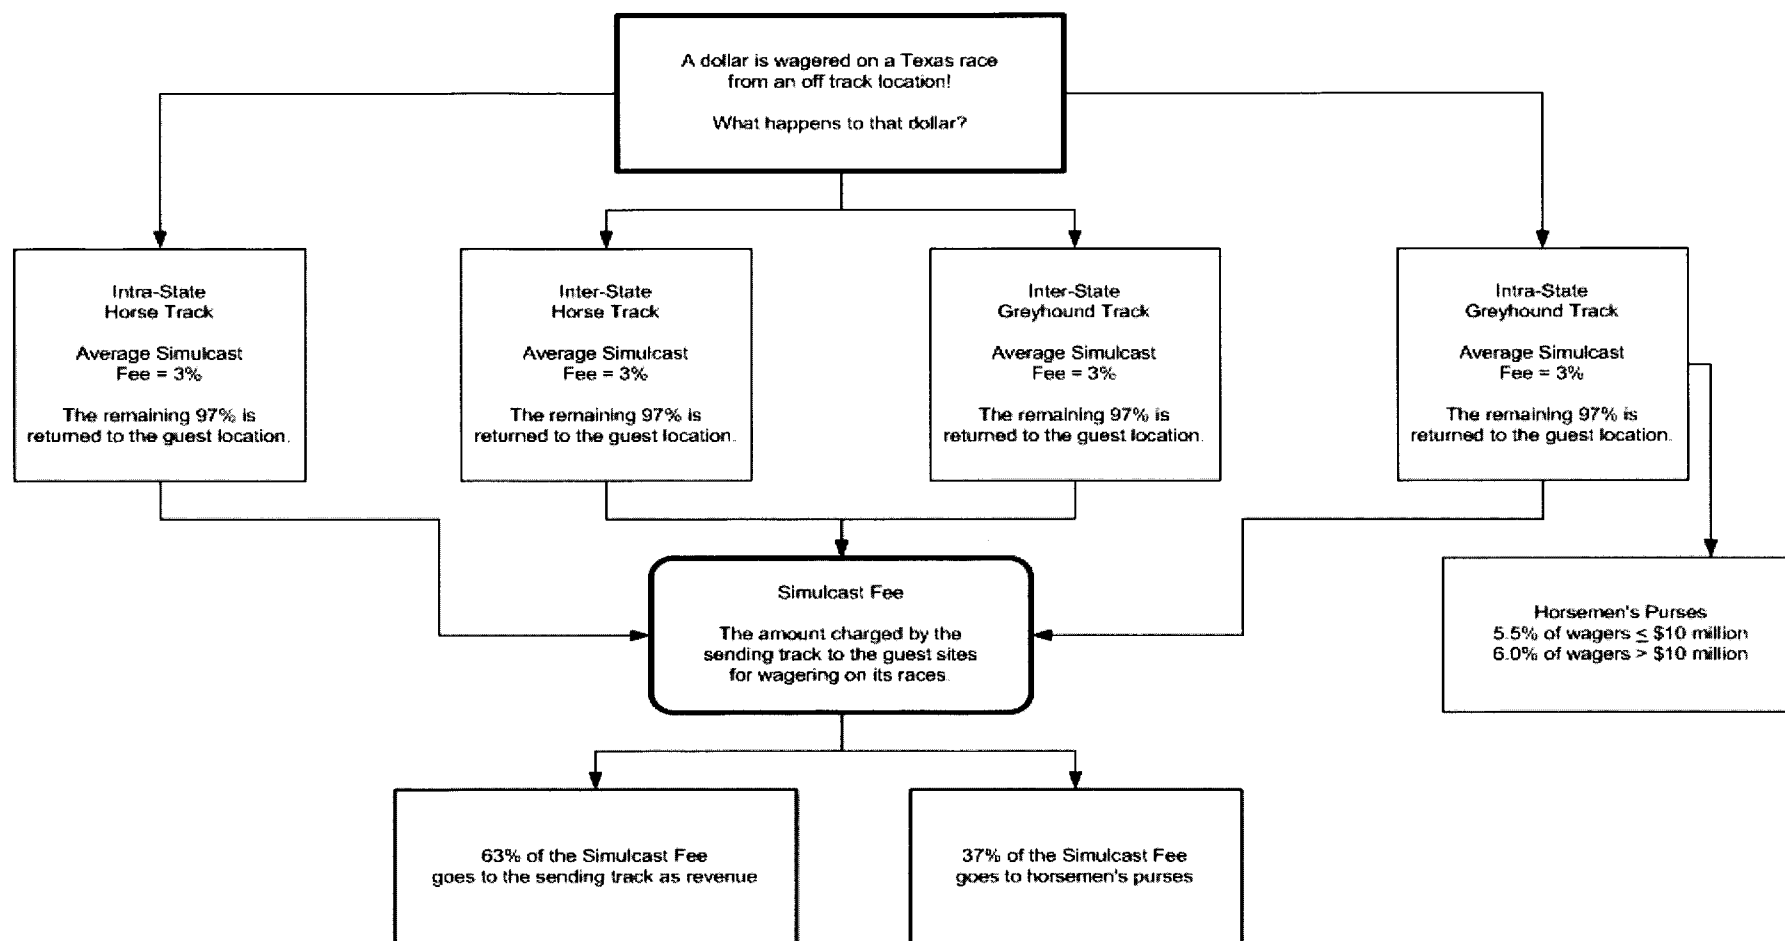 A dollar is wagered on a Texas race
from an off track location!
What happens to that dollar?
Intra-State
Horse Track
Average Simulcast
Fee = 3%
The remaining 97% is
returned to the guest location.
Inter-State
Horse Track
Average Simulcast
Fee = 3%
The remaining 97% is
returned to the guest location.
Inter-State
Greyhound Track
Average Simulcast
Fee = 3%
The remaining 97% is
returned to the guest location.
Intra-State
Greyhound Track
Average Simulcast
Fee = 3%
The remaining 97% is
returned to the guest location.
Simulcast Fee
The amount charged by the
sending track to the guest sites
for wagering on its races.
Horsemen's Purses
5.5% of wagers ≤ $10 million
6.0% of wagers > $10 million
63% of the Simulcast Fee
goes to the sending track as revenue
37% of the Simulcast Fee
goes to horsemen's purses